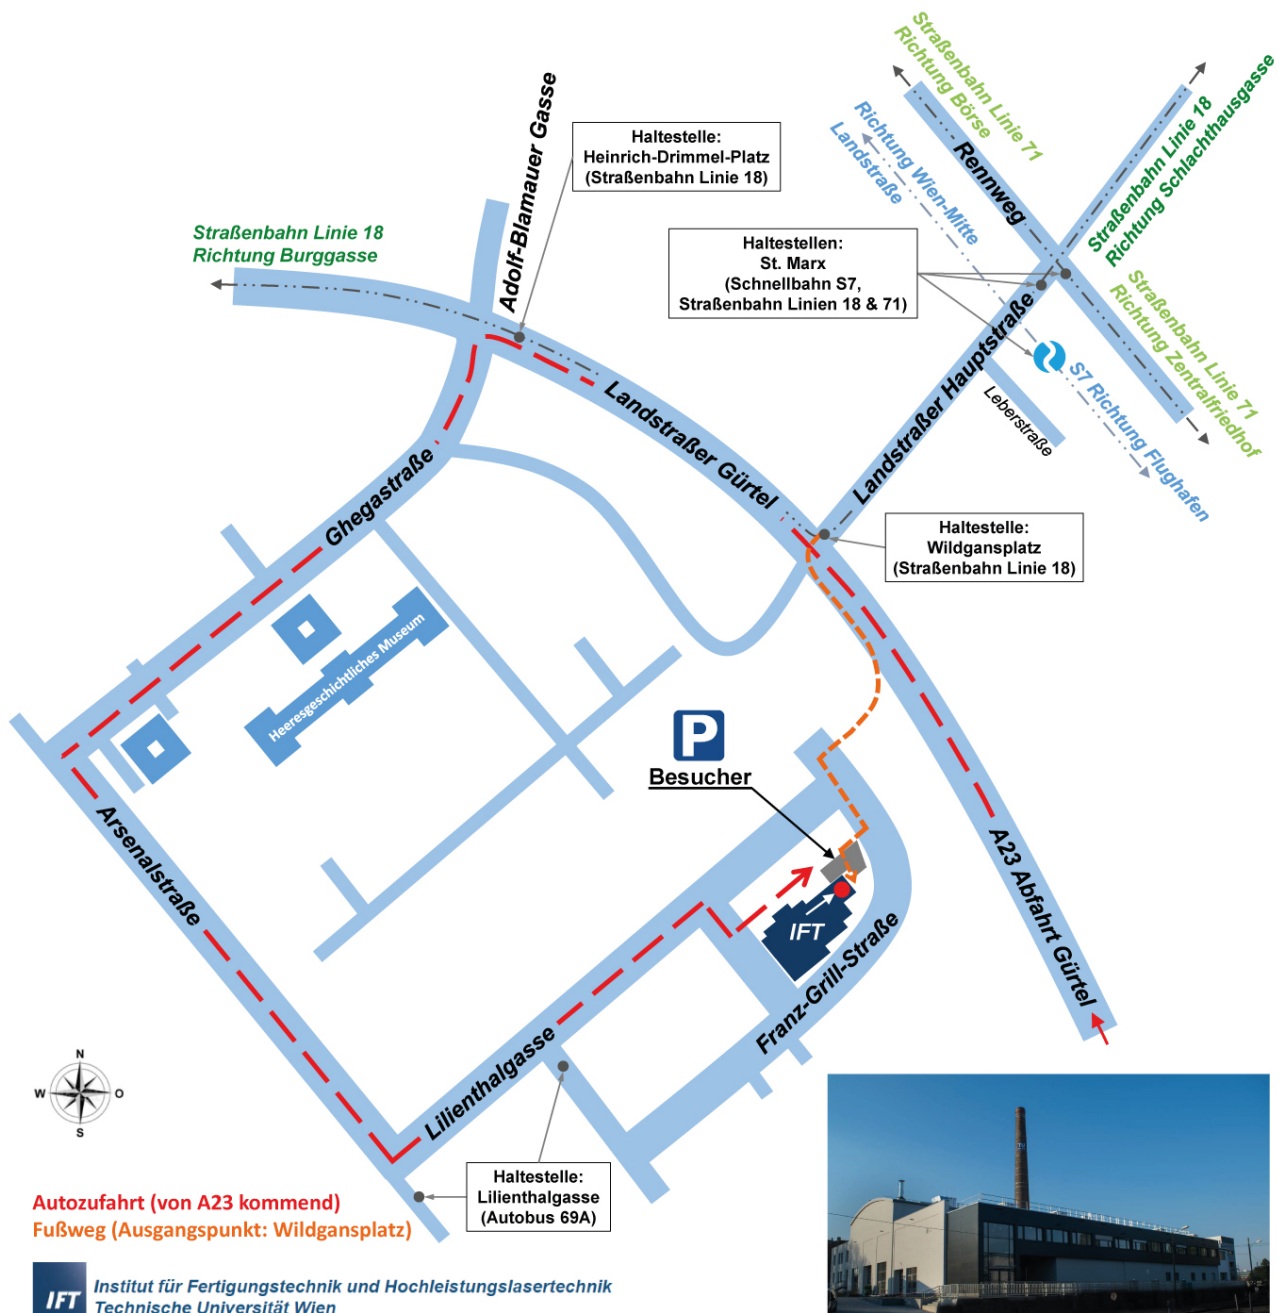 Straßenbahn Linie 71
Richtung Börse
Straßenbahn Linie 18
Richtung Schlachthausgasse
Richtung Wien-Mitte
Landstraße
Rennweg
Adolf-Blamauer Gasse
Haltestelle:
Heinrich-Drimmel-Platz
(Straßenbahn Linie 18)
Straßenbahn Linie 18
Richtung Burggasse
Haltestellen:
St. Marx
(Schnellbahn S7,
Straßenbahn Linien 18 & 71)
Straßenbahn Linie 71
Richtung Zentralfriedhof
S7 Richtung Flughafen
Landstraßer Hauptstraße
Leberstraße
Landstraßer Gürtel
Ghegastraße
Haltestelle:
Wildgansplatz
(Straßenbahn Linie 18)
Heeresgeschichtliches Museum
P
Besucher
Arsenalstraße
A23 Abfahrt Gürtel
IFT
Franz-Grill-Straße
Lilienthalgasse
N
W
O
S
Haltestelle:
Lilienthalgasse
(Autobus 69A)
Autozufahrt (von A23 kommend)
Fußweg (Ausgangspunkt: Wildgansplatz)
IFT
Institut für Fertigungstechnik und Hochleistungslasertechnik
Technische Universität Wien